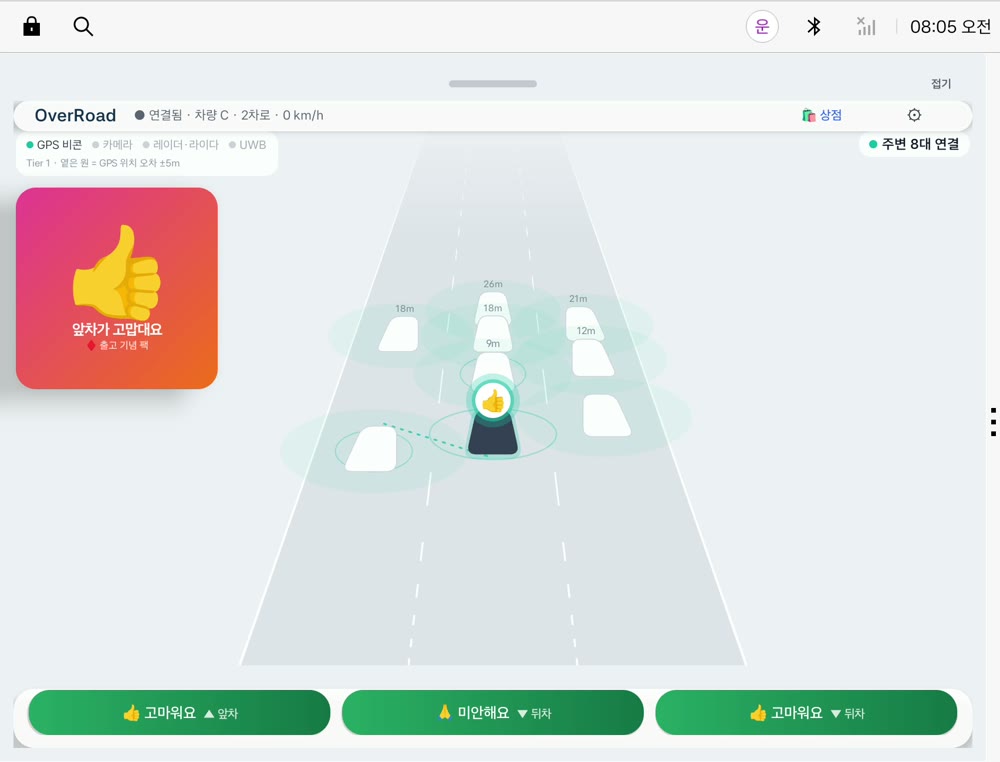 운
08:05 오전
접기
OverRoad
연결됨 · 차량 C · 2차로 · 0 km/h
상점
GPS 비콘 카메라 레이더·라이다 UWB
Tier 1 · 옅은 원 = GPS 위치 오차 ±5m
주변 8대 연결
앞차가 고맙대요
출고 기념 팩
26m
18m
18m
21m
12m
9m
고마워요 ▲ 앞차
미안해요 ▼ 뒤차
고마워요 ▼ 뒤차